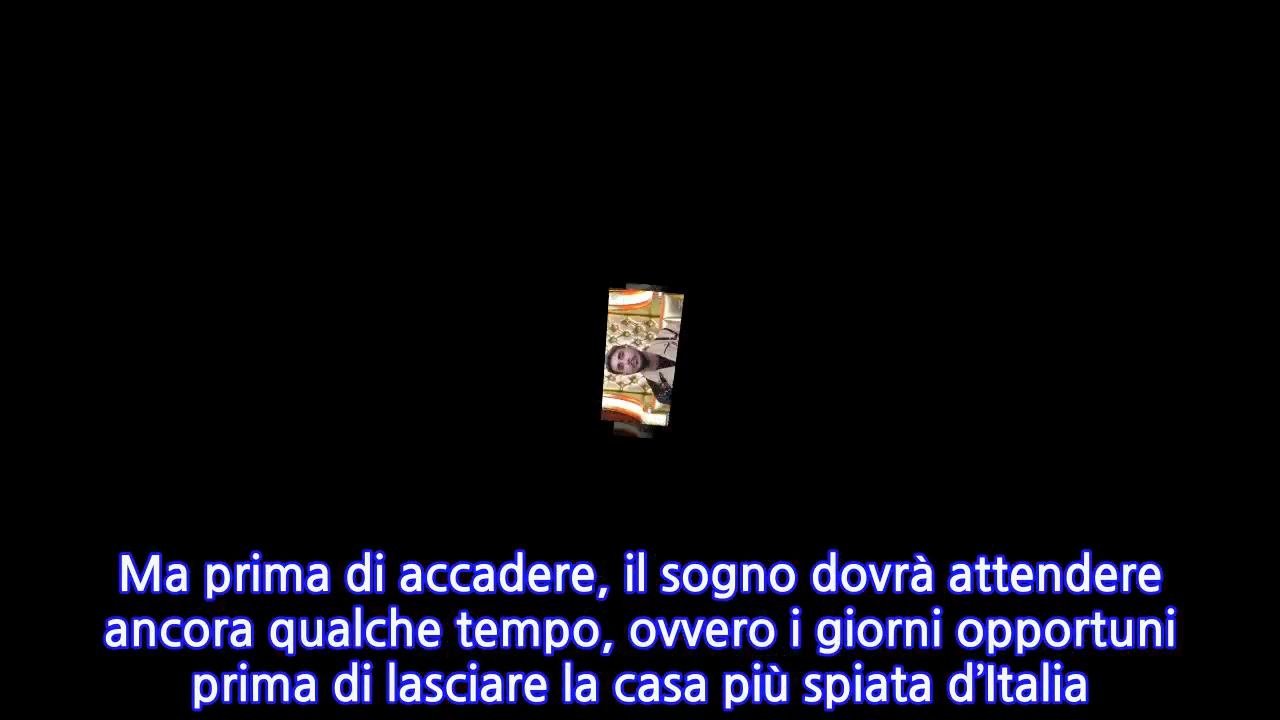 Ma prima di accadere, il sogno dovrà attendere
ancora qualche tempo, ovvero i giorni opportuni
prima di lasciare la casa più spiata d’Italia